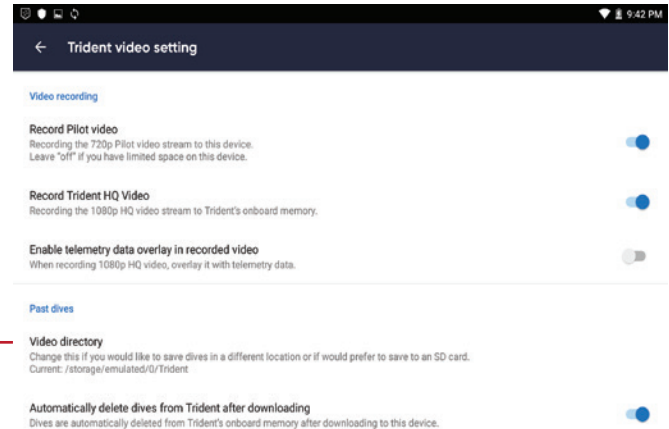 9:42 PM
Trident video setting
Video recording
Record Pilot video
Recording the 720p Pilot video stream to this device.
Leave "off" if you have limited space on this device.
Record Trident HQ Video
Recording the 1080p HQ video stream to Trident's onboard memory.
Enable telemetry data overlay in recorded video
When recording 1080p HQ video, overlay it with telemetry data.
Past dives
Video directory
Change this if you would like to save dives in a different location or if would prefer to save to an SD card.
Current: /storage/emulated/0/Trident
Automatically delete dives from Trident after downloading
Dives are automatically deleted from Trident's onboard memory after downloading to this device.